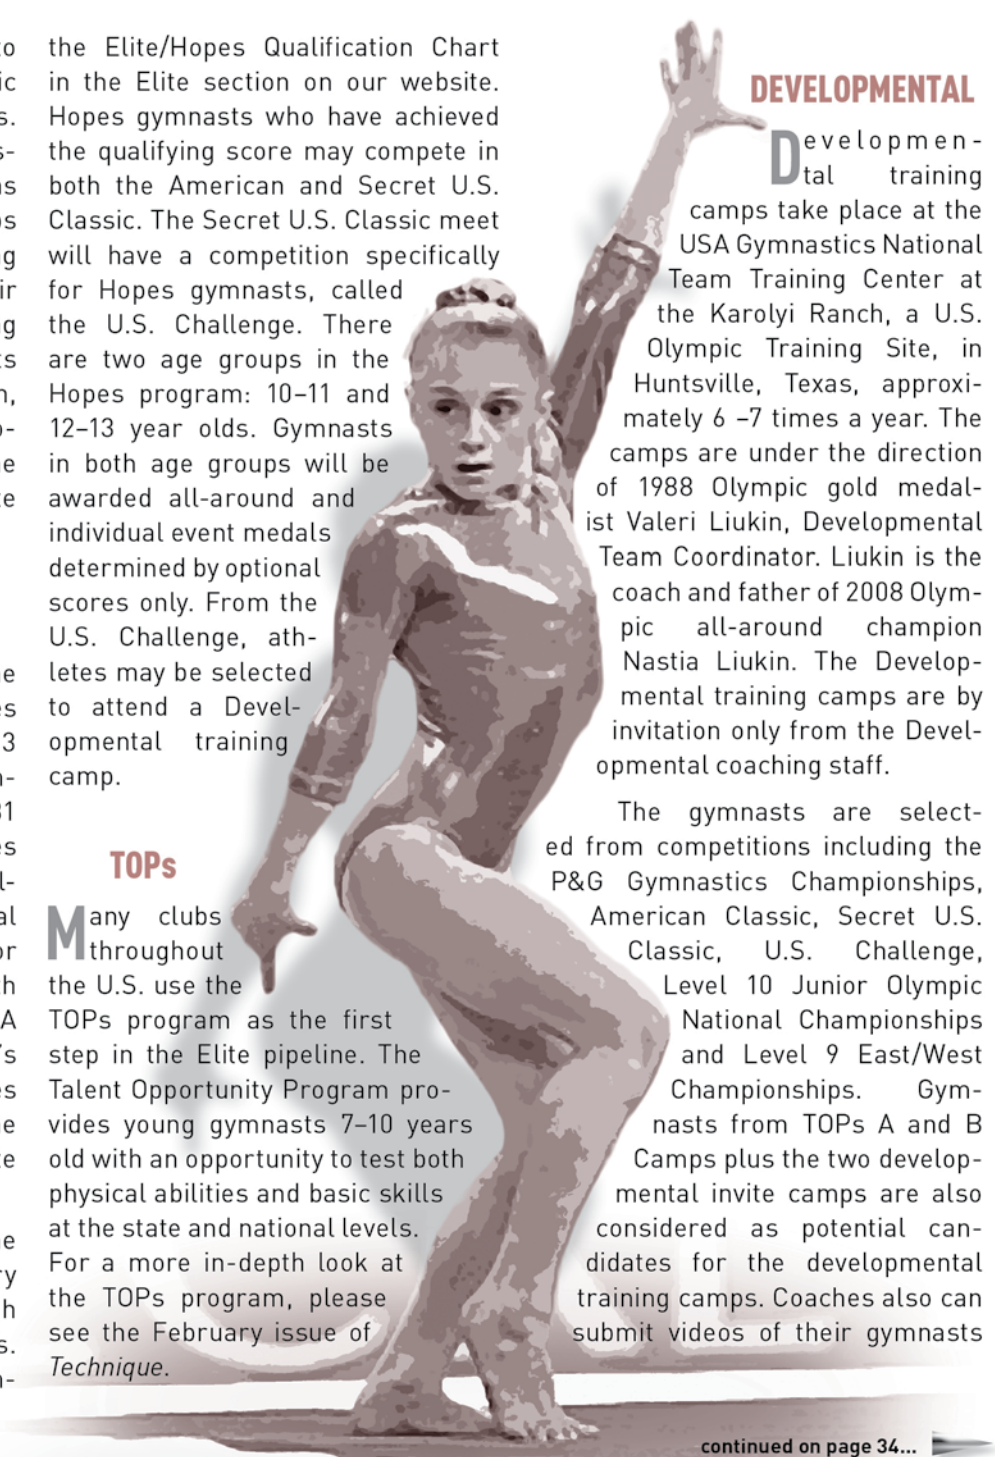 the Elite/Hopes Qualification Chart
in the Elite section on our website.
Hopes gymnasts who have achieved
the qualifying score may compete in
both the American and Secret U.S.
Classic. The Secret U.S. Classic meet
will have a competition specifically
for Hopes gymnasts, called
the U.S. Challenge. There
are two age groups in the
Hopes program: 10–11 and
12–13 year olds. Gymnasts
in both age groups will be
awarded all-around and
individual event medals
determined by optional
scores only. From the
U.S. Challenge, ath-
letes may be selected
to attend a Devel-
opmental training
camp.
TOPs
Many clubs
throughout
the U.S. use the
TOPs program as the first
step in the Elite pipeline. The
Talent Opportunity Program pro-
vides young gymnasts 7–10 years
old with an opportunity to test both
physical abilities and basic skills
at the state and national levels.
For a more in-depth look at
the TOPs program, please
see the February issue of
Technique.
DEVELOPMENTAL
Developmen-
tal training
camps take place at the
USA Gymnastics National
Team Training Center at
the Karolyi Ranch, a U.S.
Olympic Training Site, in
Huntsville, Texas, approxi-
mately 6 –7 times a year. The
camps are under the direction
of 1988 Olympic gold medal-
ist Valeri Liukin, Developmental
Team Coordinator. Liukin is the
coach and father of 2008 Olym-
pic all-around champion
Nastia Liukin. The Develop-
mental training camps are by
invitation only from the Devel-
opmental coaching staff.
The gymnasts are select-
ed from competitions including the
P&G Gymnastics Championships,
American Classic, Secret U.S.
Classic, U.S. Challenge,
Level 10 Junior Olympic
National Championships
and Level 9 East/West
Championships. Gym-
nasts from TOPs A and B
Camps plus the two develop-
mental invite camps are also
considered as potential can-
didates for the developmental
training camps. Coaches also can
submit videos of their gymnasts
continued on page 34...